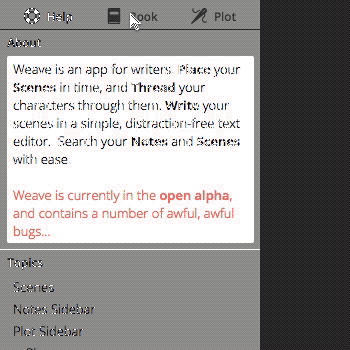 Help Book Plot
About
Weave is an app for writers. Place your
Scenes in time, and Thread your
characters through them. Write your
scenes in a simple, distraction-free text
editor. Search your Notes and Scenes
with ease.
Weave is currently in the open alpha,
and contains a number of awful, awful
bugs...
Topics
Scenes
Notes Sidebar
Plot Sidebar